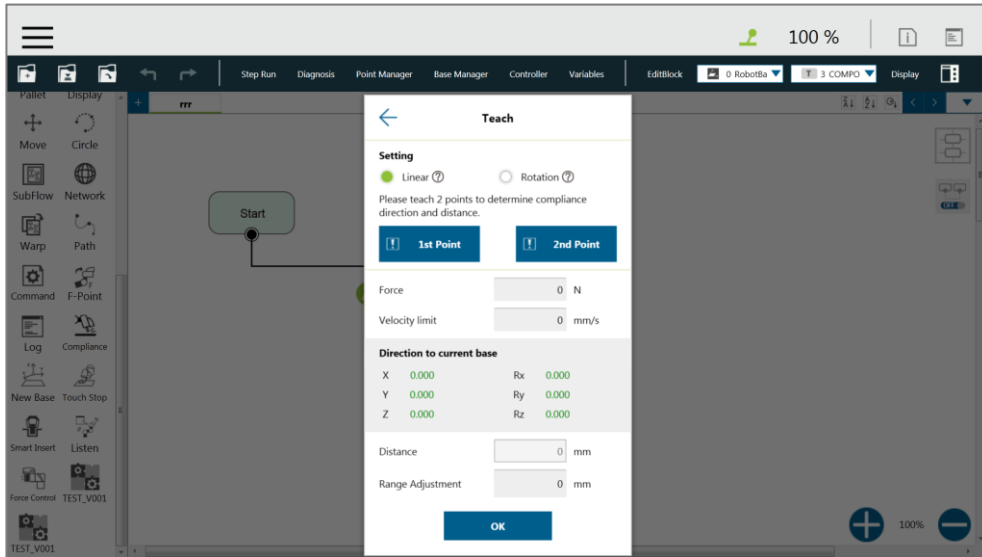 100 %
Step Run Diagnosis Point Manager Base Manager Controller Variables EditBlock 0 RobotBa T 3 COMPO Display
Pallet Display
+ rrr
Move Circle
SubFlow Network
Warp Path
Command F-Point
Log Compliance
New Base Touch Stop
Smart Insert Listen
Force Control TEST_V001
TEST_V001
Start
OFF
Teach
Setting
Linear ? Rotation ?
Please teach 2 points to determine compliance
direction and distance.
! 1st Point ! 2nd Point
Force 0 N
Velocity limit 0 mm/s
Direction to current base
X 0.000 Rx 0.000
Y 0.000 Ry 0.000
Z 0.000 Rz 0.000
Distance 0 mm
Range Adjustment 0 mm
OK
100%